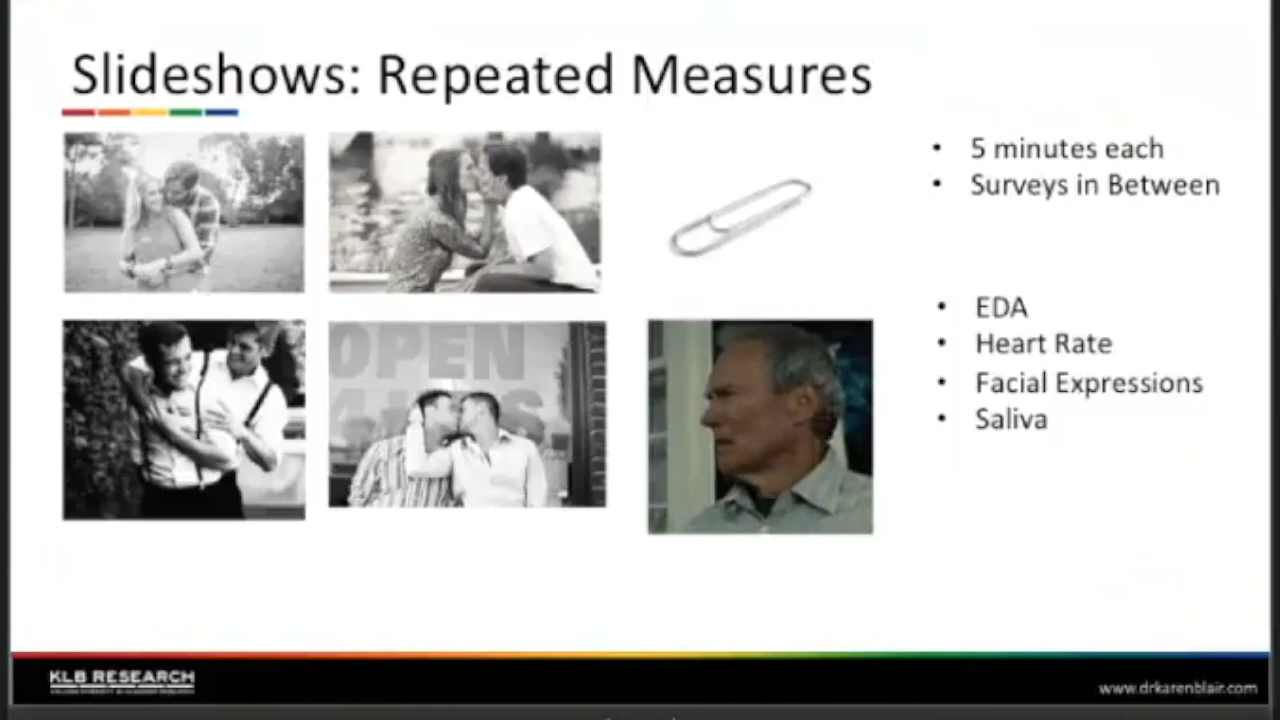 Slideshows: Repeated Measures
• 5 minutes each
• Surveys in Between
• EDA
• Heart Rate
• Facial Expressions
• Saliva
OPEN
KLB RESEARCH
www.drkarenblair.com